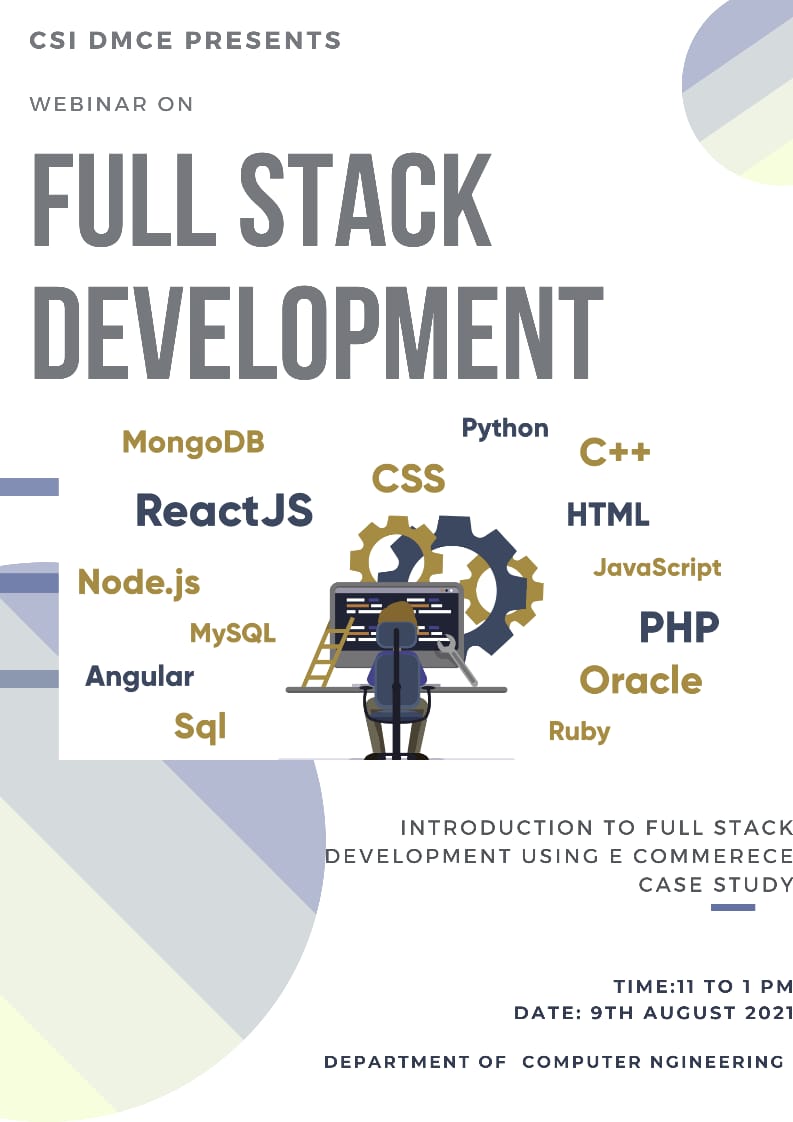 CSI DMCE PRESENTS
WEBINAR ON
FULL STACK
DEVELOPMENT
Python
MongoDB
C++
CSS
ReactJS
HTML
JavaScript
Node.js
PHP
MySQL
Angular
Oracle
Sql
Ruby
INTRODUCTION TO FULL STACK
DEVELOPMENT USING E COMMERECE
CASE STUDY
TIME:11 TO 1 PM
DATE: 9TH AUGUST 2021
DEPARTMENT OF COMPUTER NGINEERING